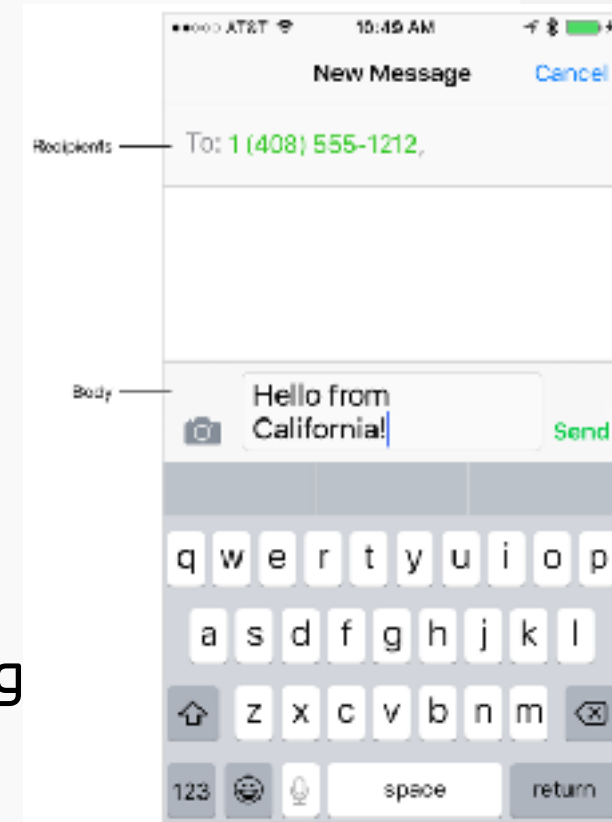 AT&T 10:49 AM
New Message Cancel
Recipients To: 1 (408) 555-1212,
Body Hello from
California!
Send
q w e r t y u i o p
a s d f g h j k l
g
z x c v b n m
123 space return